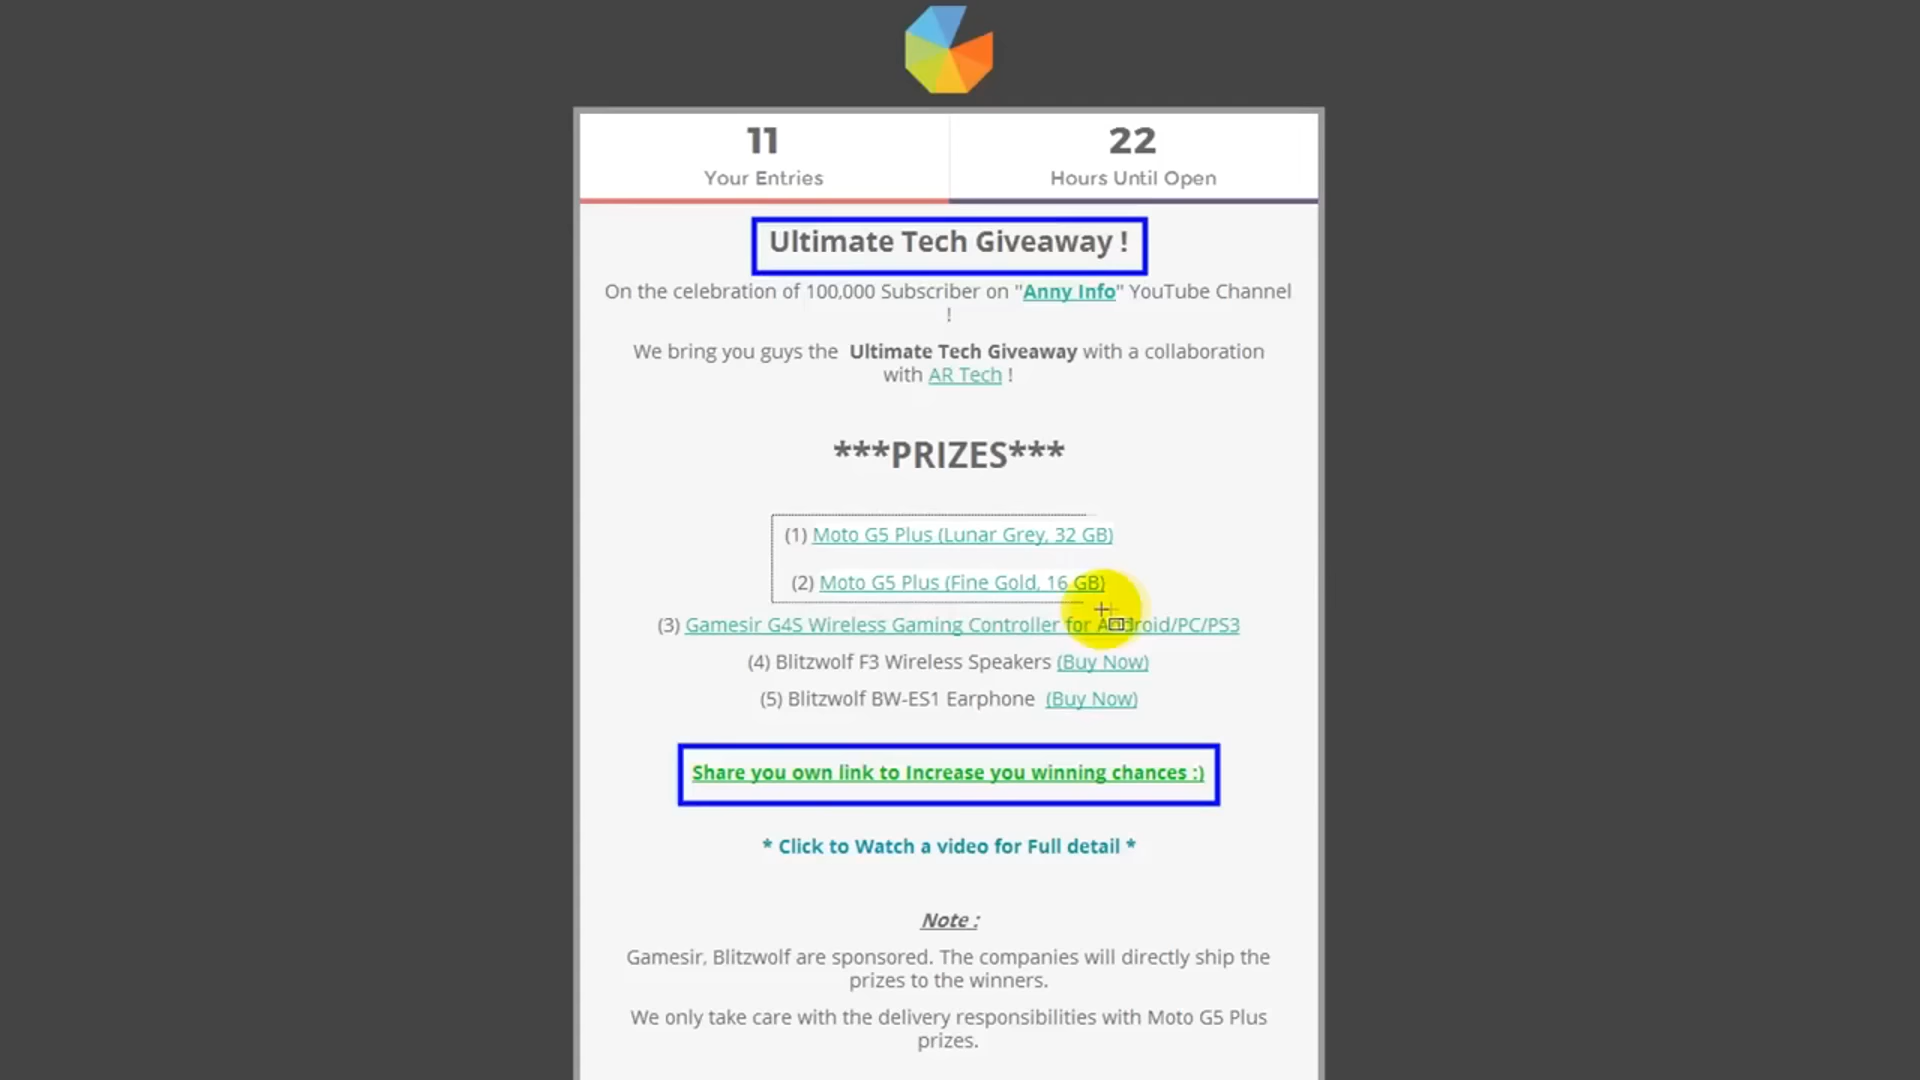 11
Your Entries
22
Hours Until Open
Ultimate Tech Giveaway !
On the celebration of 100,000 Subscriber on "Anny Info" YouTube Channel
!
We bring you guys the Ultimate Tech Giveaway with a collaboration
with AR Tech !
***PRIZES***
(1) Moto G5 Plus (Lunar Grey, 32 GB)
(2) Moto G5 Plus (Fine Gold, 16 GB)
(3) Gamesir G4S Wireless Gaming Controller for Android/PC/PS3
(4) Blitzwolf F3 Wireless Speakers (Buy Now)
(5) Blitzwolf BW-ES1 Earphone (Buy Now)
Share you own link to Increase you winning chances :)
* Click to Watch a video for Full detail *
Note :
Gamesir, Blitzwolf are sponsored. The companies will directly ship the
prizes to the winners.
We only take care with the delivery responsibilities with Moto G5 Plus
prizes.